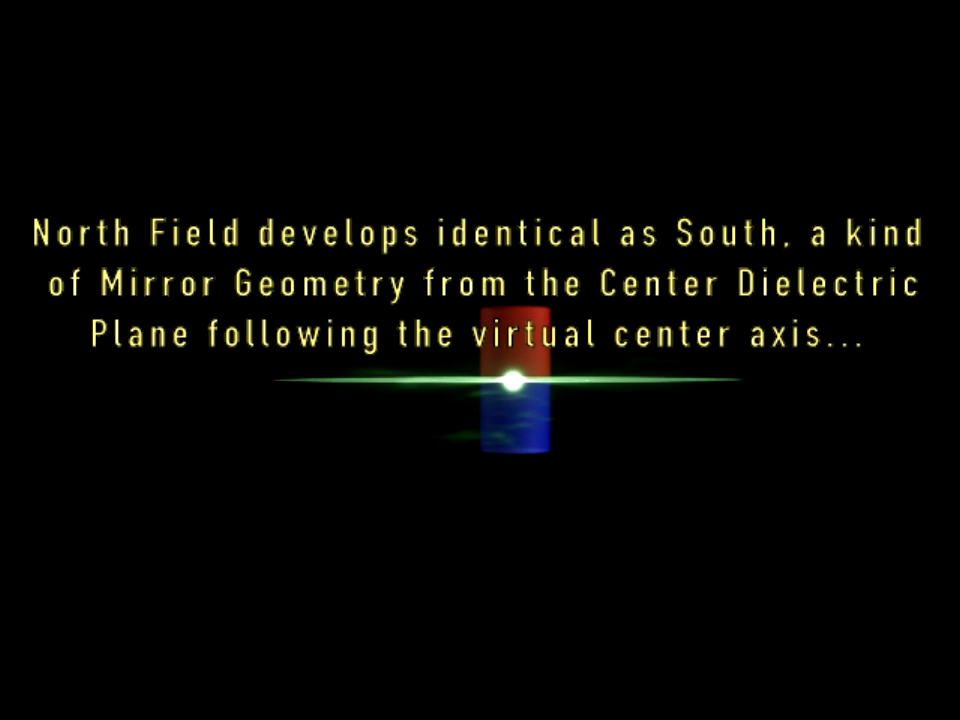 North Field develops identical as South, a kind
of Mirror Geometry from the Center Dielectric
Plane following the virtual center axis...